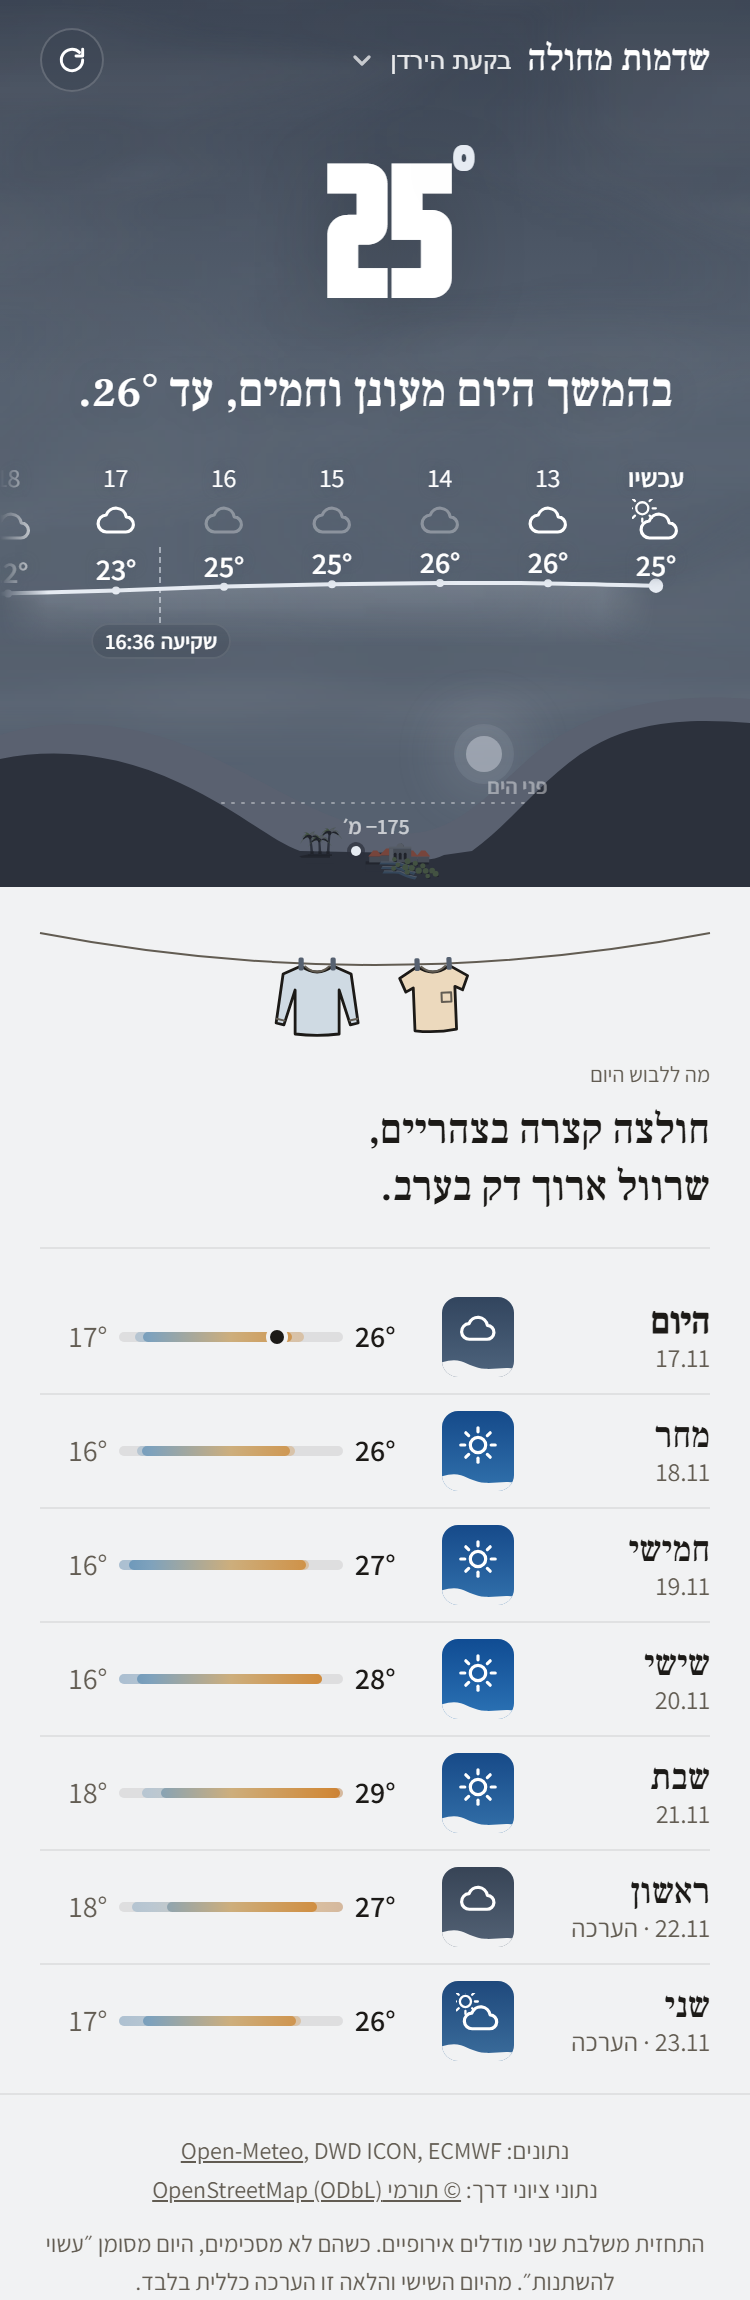 שדמות מחולה בקעת הירדן
25°
בהמשך היום מעונן וחמים, עד 26°.
עכשיו 13 14 15 16 17 18
25° 26° 26° 25° 25° 23° 2°
שקיעה 16:36
פני הים
−175 מ׳
מה ללבוש היום
חולצה קצרה בצהריים,
שרוול ארוך דק בערב.
היום 26° 17°
17.11
מחר 26° 16°
18.11
חמישי 27° 16°
19.11
שישי 28° 16°
20.11
שבת 29° 18°
21.11
ראשון 27° 18°
22.11 · הערכה
שני 26° 17°
23.11 · הערכה
נתונים: Open-Meteo, DWD ICON, ECMWF
נתוני ציוני דרך: © תורמי OpenStreetMap (ODbL)
התחזית משלבת שני מודלים אירופיים. כשהם לא מסכימים, היום מסומן ״עשוי
להשתנות״. מהיום השישי והלאה זו הערכה כללית בלבד.